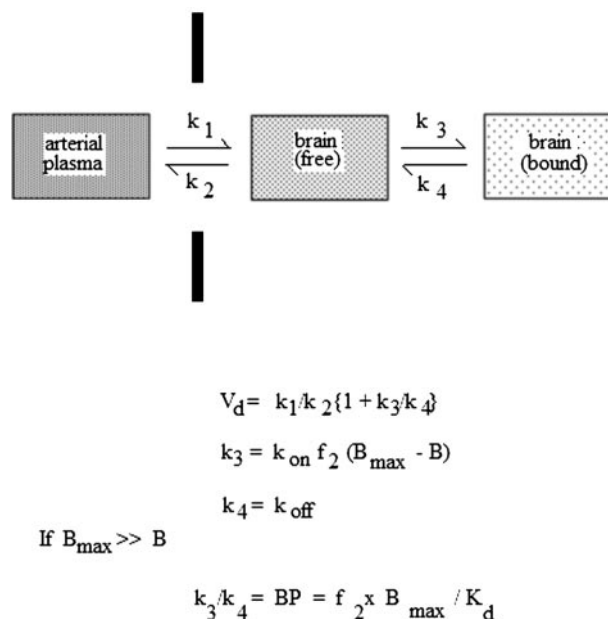 arterial plasma
k1
k2
brain (free)
k3
k4
brain (bound)
Vd = k1/k2{1 + k3/k4}
k3 = kon f2 (Bmax - B)
k4 = koff
If Bmax >> B
k3/k4 = BP = f2 x Bmax / Kd